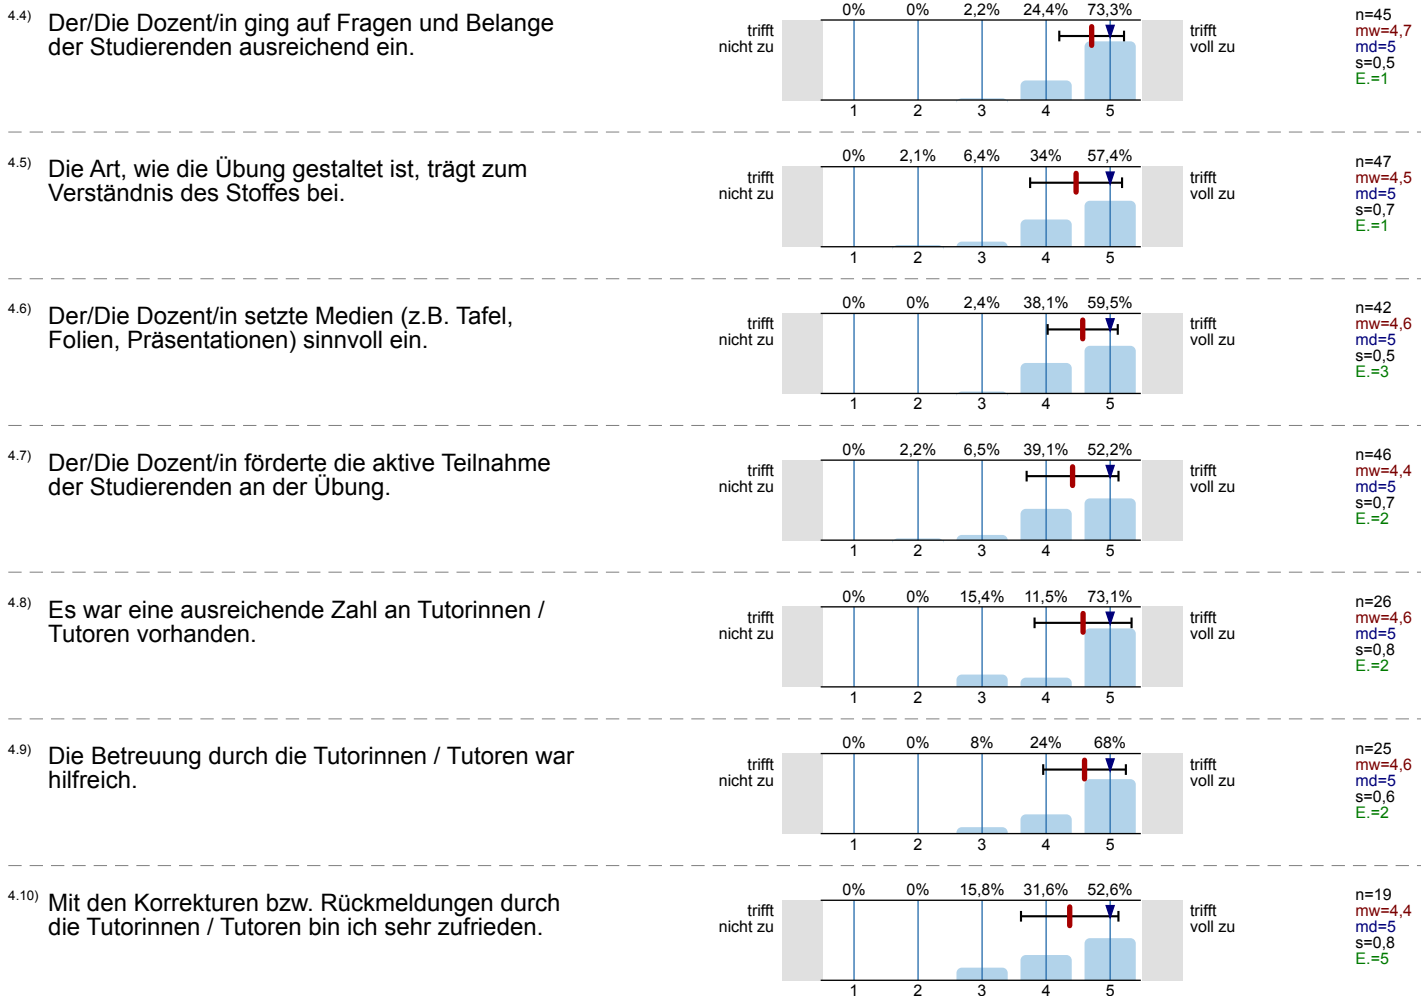 4.4) Der/Die Dozent/in ging auf Fragen und Belange
der Studierenden ausreichend ein.
0% 0% 2,2% 24,4% 73,3%
trifft
nicht zu
trifft
voll zu
1 2 3 4 5
n=45
mw=4,7
md=5
s=0,5
E.=1
4.5) Die Art, wie die Übung gestaltet ist, trägt zum
Verständnis des Stoffes bei.
0% 2,1% 6,4% 34% 57,4%
trifft
nicht zu
trifft
voll zu
1 2 3 4 5
n=47
mw=4,5
md=5
s=0,7
E.=1
4.6) Der/Die Dozent/in setzte Medien (z.B. Tafel,
Folien, Präsentationen) sinnvoll ein.
0% 0% 2,4% 38,1% 59,5%
trifft
nicht zu
trifft
voll zu
1 2 3 4 5
n=42
mw=4,6
md=5
s=0,5
E.=3
4.7) Der/Die Dozent/in förderte die aktive Teilnahme
der Studierenden an der Übung.
0% 2,2% 6,5% 39,1% 52,2%
trifft
nicht zu
trifft
voll zu
1 2 3 4 5
n=46
mw=4,4
md=5
s=0,7
E.=2
4.8) Es war eine ausreichende Zahl an Tutorinnen /
Tutoren vorhanden.
0% 0% 15,4% 11,5% 73,1%
trifft
nicht zu
trifft
voll zu
1 2 3 4 5
n=26
mw=4,6
md=5
s=0,8
E.=2
4.9) Die Betreuung durch die Tutorinnen / Tutoren war
hilfreich.
0% 0% 8% 24% 68%
trifft
nicht zu
trifft
voll zu
1 2 3 4 5
n=25
mw=4,6
md=5
s=0,6
E.=2
4.10) Mit den Korrekturen bzw. Rückmeldungen durch
die Tutorinnen / Tutoren bin ich sehr zufrieden.
0% 0% 15,8% 31,6% 52,6%
trifft
nicht zu
trifft
voll zu
1 2 3 4 5
n=19
mw=4,4
md=5
s=0,8
E.=5